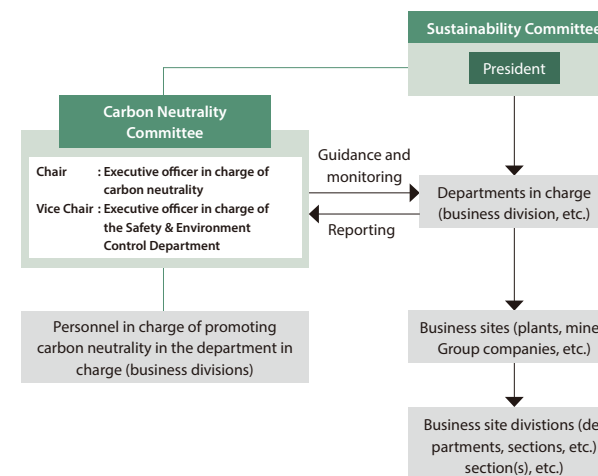 Sustainability Committee
President
Carbon Neutrality
Committee
Chair : Executive officer in charge of
carbon neutrality
Vice Chair : Executive officer in charge of
the Safety & Environment
Control Department
Guidance and
monitoring
Reporting
Departments in charge
(business division, etc.)
Personnel in charge of promoting
carbon neutrality in the department in
charge (business divisions)
Business sites (plants, mine
Group companies, etc.)
Business site divistions (de
partments, sections, etc.)
section(s), etc.)